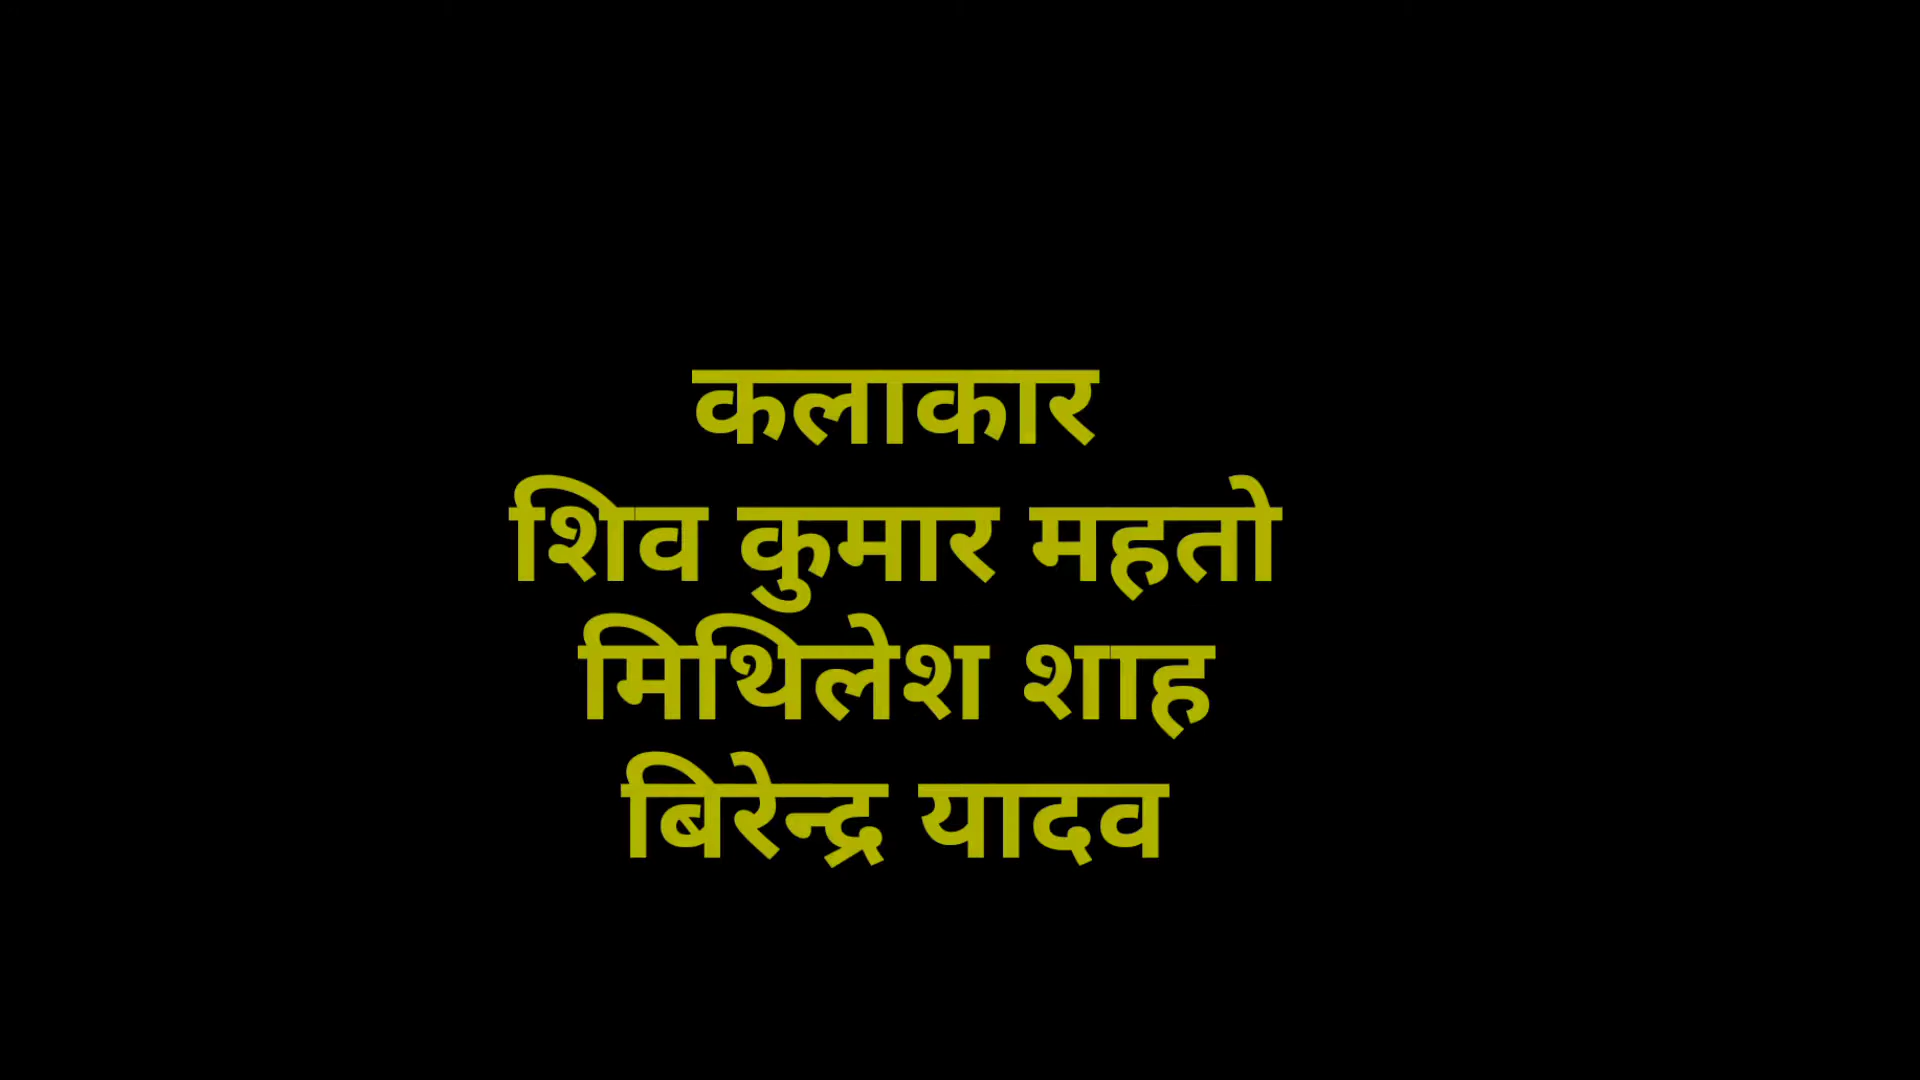 कलाकार
शिव कुमार महतो
मिथिलेश शाह
बिरेन्द्र यादव